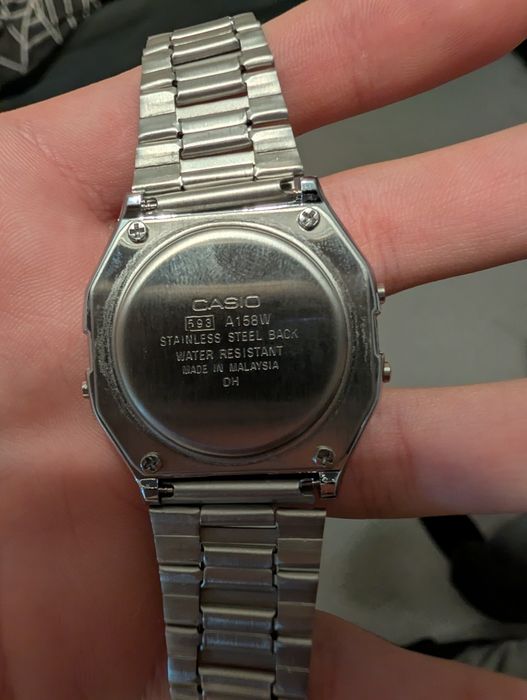 CASIO
593 A158W
STAINLESS STEEL BACK
WATER RESISTANT
MADE IN MALAYSIA
DH